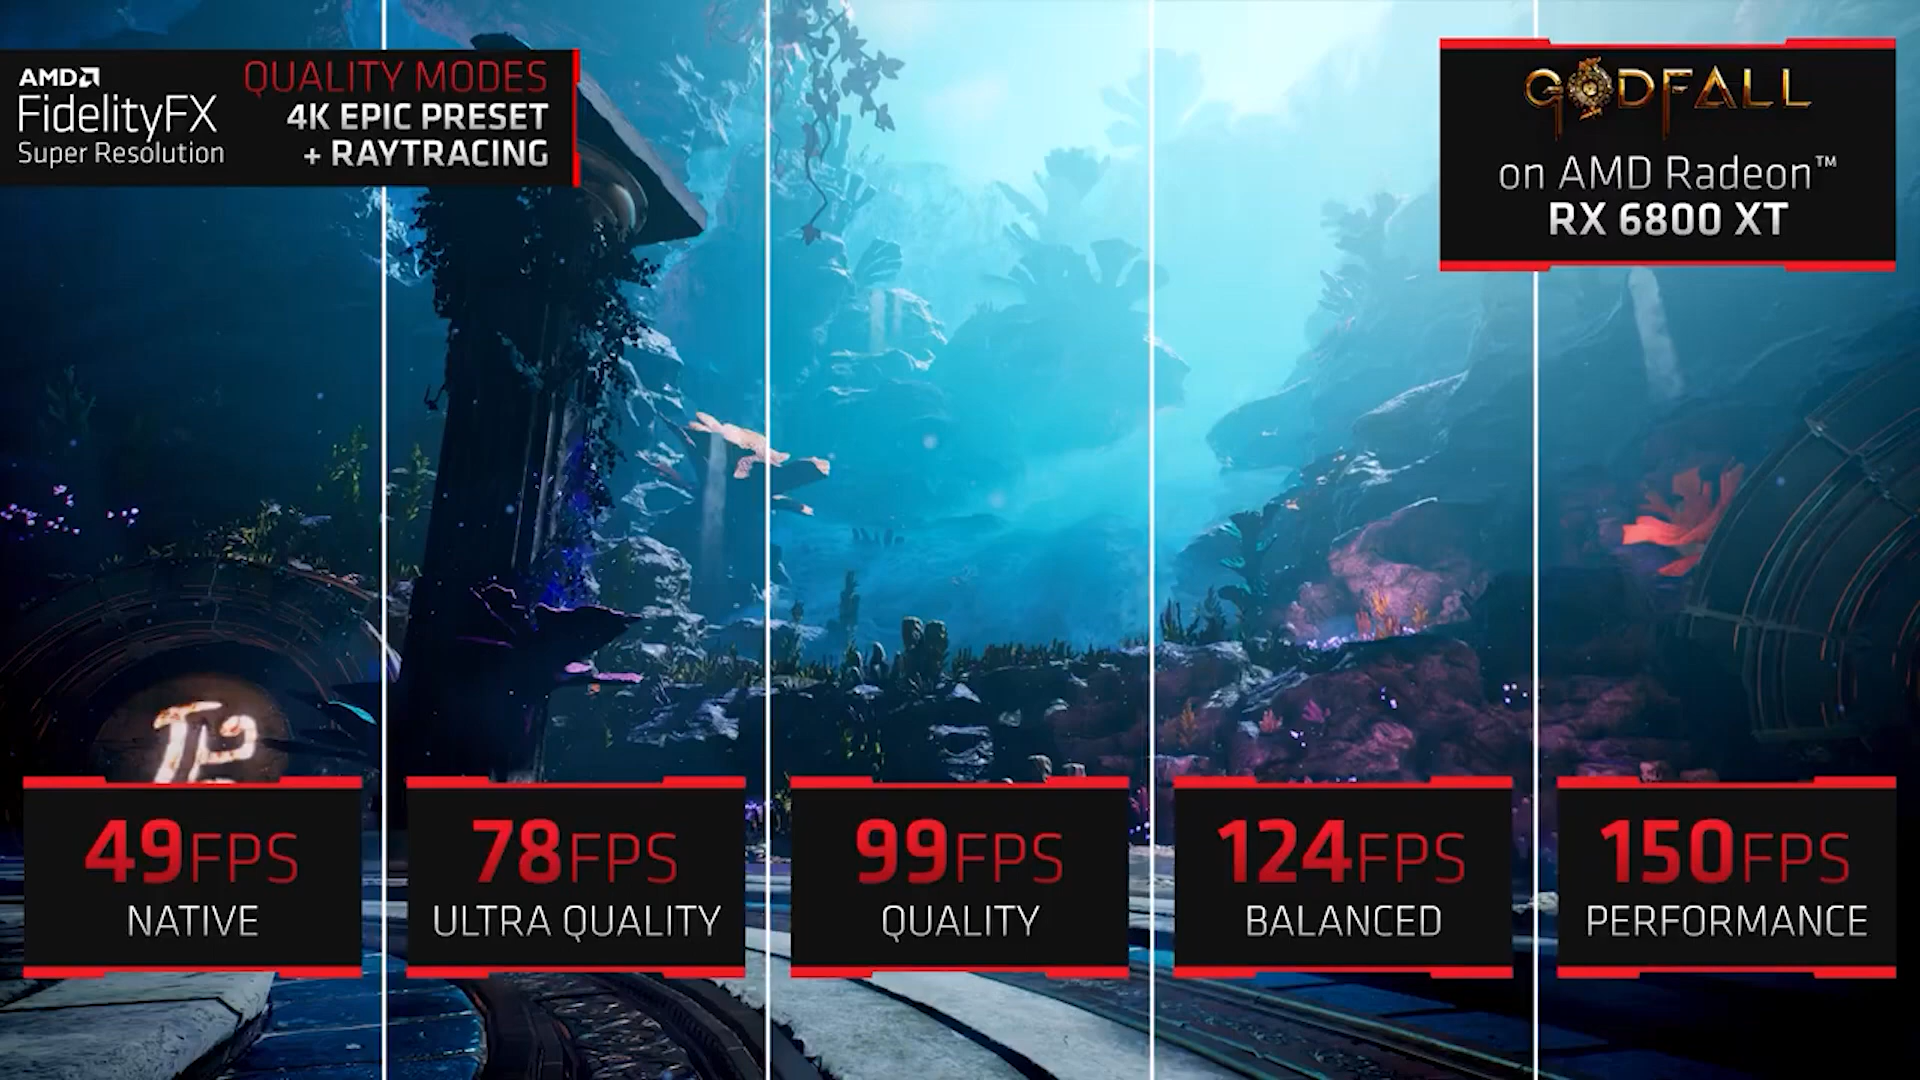 AMD
FidelityFX
Super Resolution
QUALITY MODES
4K EPIC PRESET
+ RAYTRACING
GODFALL
on AMD Radeon™
RX 6800 XT
49FPS
NATIVE
78FPS
ULTRA QUALITY
99FPS
QUALITY
124FPS
BALANCED
150FPS
PERFORMANCE